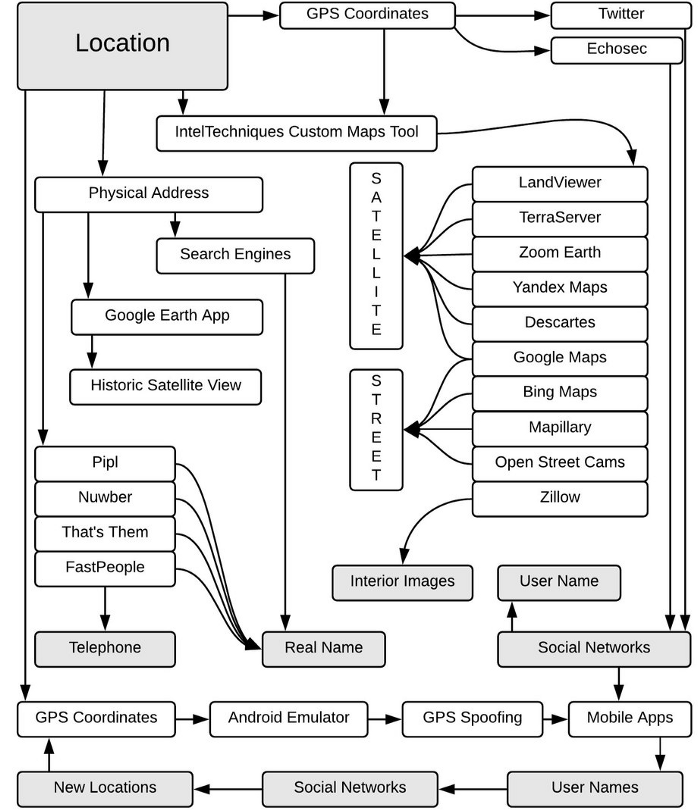 Location
GPS Coordinates
Twitter
Echosec
IntelTechniques Custom Maps Tool
Physical Address
Search Engines
Google Earth App
Historic Satellite View
SATELLITE
LandViewer
TerraServer
Zoom Earth
Yandex Maps
Descartes
Google Maps
STREET
Bing Maps
Mapillary
Open Street Cams
Zillow
Pipl
Nuwber
That's Them
FastPeople
Interior Images
User Name
Telephone
Real Name
Social Networks
GPS Coordinates
Android Emulator
GPS Spoofing
Mobile Apps
New Locations
Social Networks
User Names